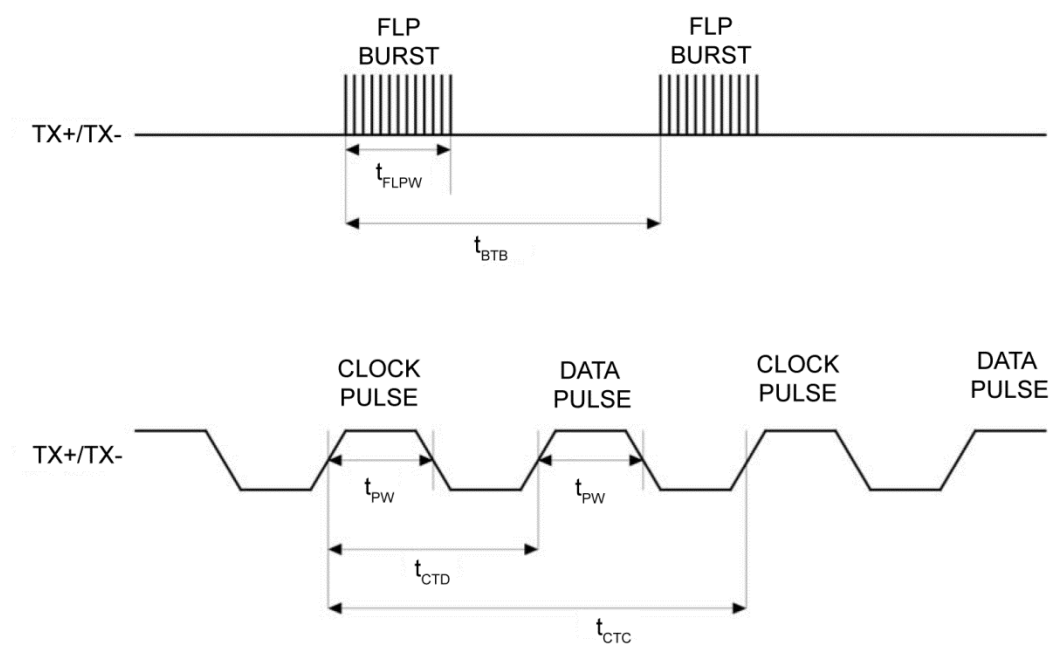 FLP
BURST
FLP
BURST
TX+/TX-
tFLPW
tBTB
CLOCK
PULSE
DATA
PULSE
CLOCK
PULSE
DATA
PULSE
TX+/TX-
tPW
tPW
tCTD
tCTC